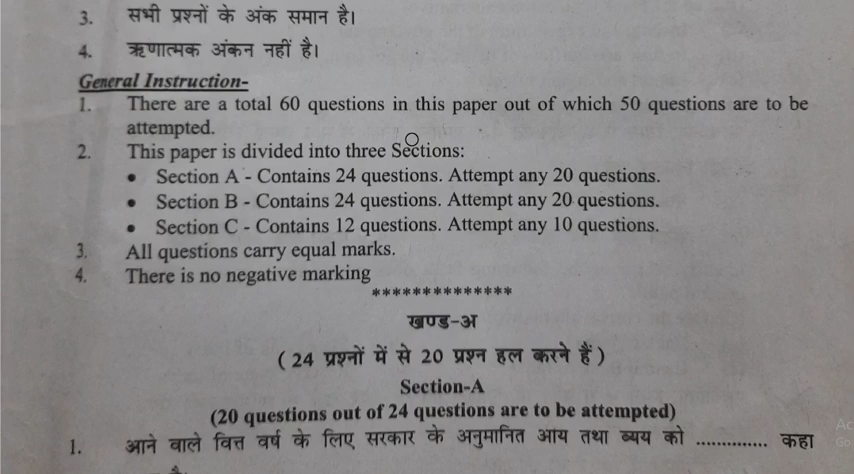 3. सभी प्रश्नों के अंक समान है।
4. ऋणात्मक अंकन नहीं है।
General Instruction-
1. There are a total 60 questions in this paper out of which 50 questions are to be
attempted.
2. This paper is divided into three Sections:
• Section A - Contains 24 questions. Attempt any 20 questions.
• Section B - Contains 24 questions. Attempt any 20 questions.
• Section C - Contains 12 questions. Attempt any 10 questions.
3. All questions carry equal marks.
4. There is no negative marking
**************
खण्ड-अ
( 24 प्रश्नों में से 20 प्रश्न हल करने हैं )
Section-A
(20 questions out of 24 questions are to be attempted)
1. आने वाले वित्त वर्ष के लिए सरकार के अनुमानित आय तथा ब्यय को .............. कहा